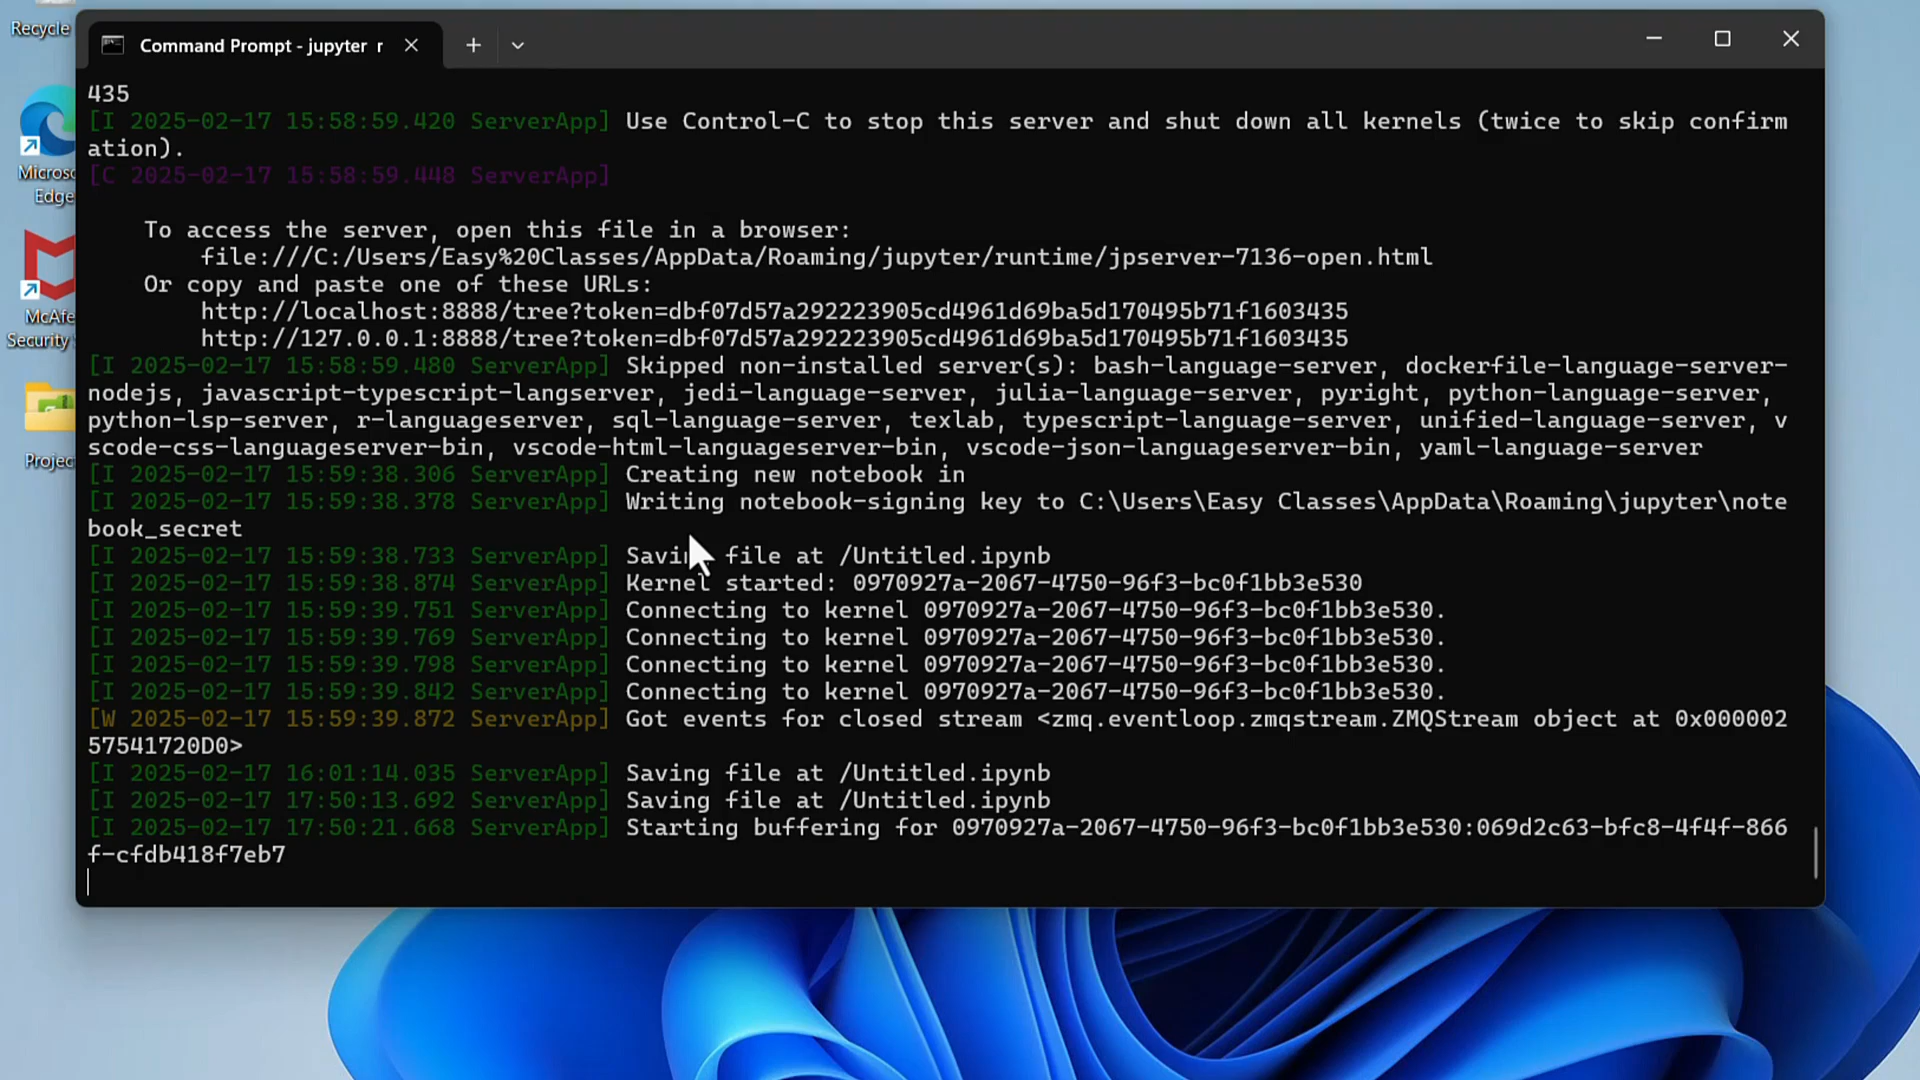 Recycle
Command Prompt - jupyter r
435
[I 2025-02-17 15:58:59.420 ServerApp] Use Control-C to stop this server and shut down all kernels (twice to skip confirm
ation).
[C 2025-02-17 15:58:59.448 ServerApp]
To access the server, open this file in a browser:
file:///C:/Users/Easy%20Classes/AppData/Roaming/jupyter/runtime/jpserver-7136-open.html
Or copy and paste one of these URLs:
http://localhost:8888/tree?token=dbf07d57a292223905cd4961d69ba5d170495b71f1603435
http://127.0.0.1:8888/tree?token=dbf07d57a292223905cd4961d69ba5d170495b71f1603435
[I 2025-02-17 15:58:59.480 ServerApp] Skipped non-installed server(s): bash-language-server, dockerfile-language-server-
nodejs, javascript-typescript-langserver, jedi-language-server, julia-language-server, pyright, python-language-server,
python-lsp-server, r-languageserver, sql-language-server, texlab, typescript-language-server, unified-language-server, v
scode-css-languageserver-bin, vscode-html-languageserver-bin, vscode-json-languageserver-bin, yaml-language-server
[I 2025-02-17 15:59:38.306 ServerApp] Creating new notebook in
[I 2025-02-17 15:59:38.378 ServerApp] Writing notebook-signing key to C:\Users\Easy Classes\AppData\Roaming\jupyter\note
book_secret
[I 2025-02-17 15:59:38.733 ServerApp] Saving file at /Untitled.ipynb
[I 2025-02-17 15:59:38.874 ServerApp] Kernel started: 0970927a-2067-4750-96f3-bc0f1bb3e530
[I 2025-02-17 15:59:39.751 ServerApp] Connecting to kernel 0970927a-2067-4750-96f3-bc0f1bb3e530.
[I 2025-02-17 15:59:39.769 ServerApp] Connecting to kernel 0970927a-2067-4750-96f3-bc0f1bb3e530.
[I 2025-02-17 15:59:39.798 ServerApp] Connecting to kernel 0970927a-2067-4750-96f3-bc0f1bb3e530.
[I 2025-02-17 15:59:39.842 ServerApp] Connecting to kernel 0970927a-2067-4750-96f3-bc0f1bb3e530.
[W 2025-02-17 15:59:39.872 ServerApp] Got events for closed stream <zmq.eventloop.zmqstream.ZMQStream object at 0x000002
57541720D0>
[I 2025-02-17 16:01:14.035 ServerApp] Saving file at /Untitled.ipynb
[I 2025-02-17 17:50:13.692 ServerApp] Saving file at /Untitled.ipynb
[I 2025-02-17 17:50:21.668 ServerApp] Starting buffering for 0970927a-2067-4750-96f3-bc0f1bb3e530:069d2c63-bfc8-4f4f-866
f-cfdb418f7eb7
Microso
Edge
McAfe
Security
Projec